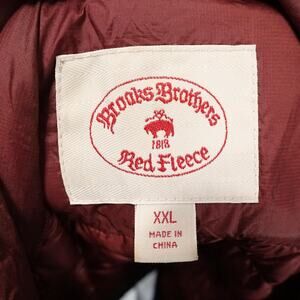 Brooks Brothers
1818
Red Fleece
XXL
MADE IN
CHINA